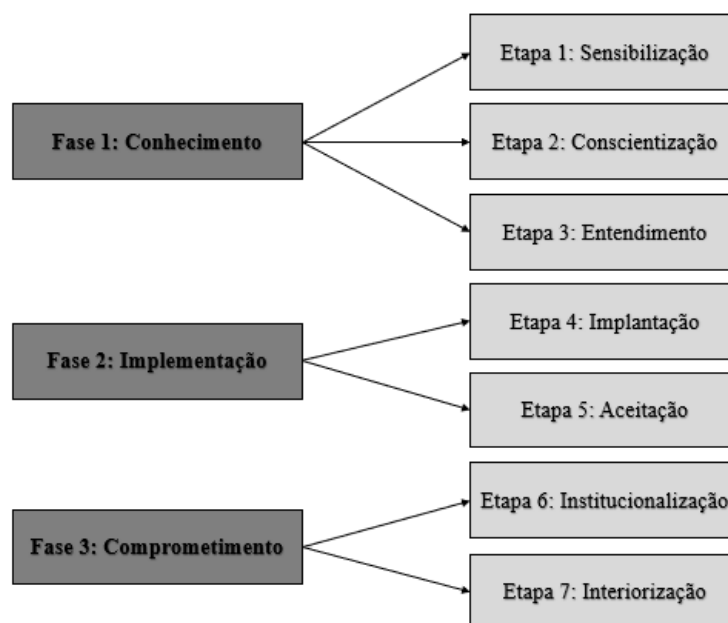 Fase 1: Conhecimento
Etapa 1: Sensibilização
Etapa 2: Conscientização
Etapa 3: Entendimento
Fase 2: Implementação
Etapa 4: Implantação
Etapa 5: Aceitação
Fase 3: Comprometimento
Etapa 6: Institucionalização
Etapa 7: Interiorização